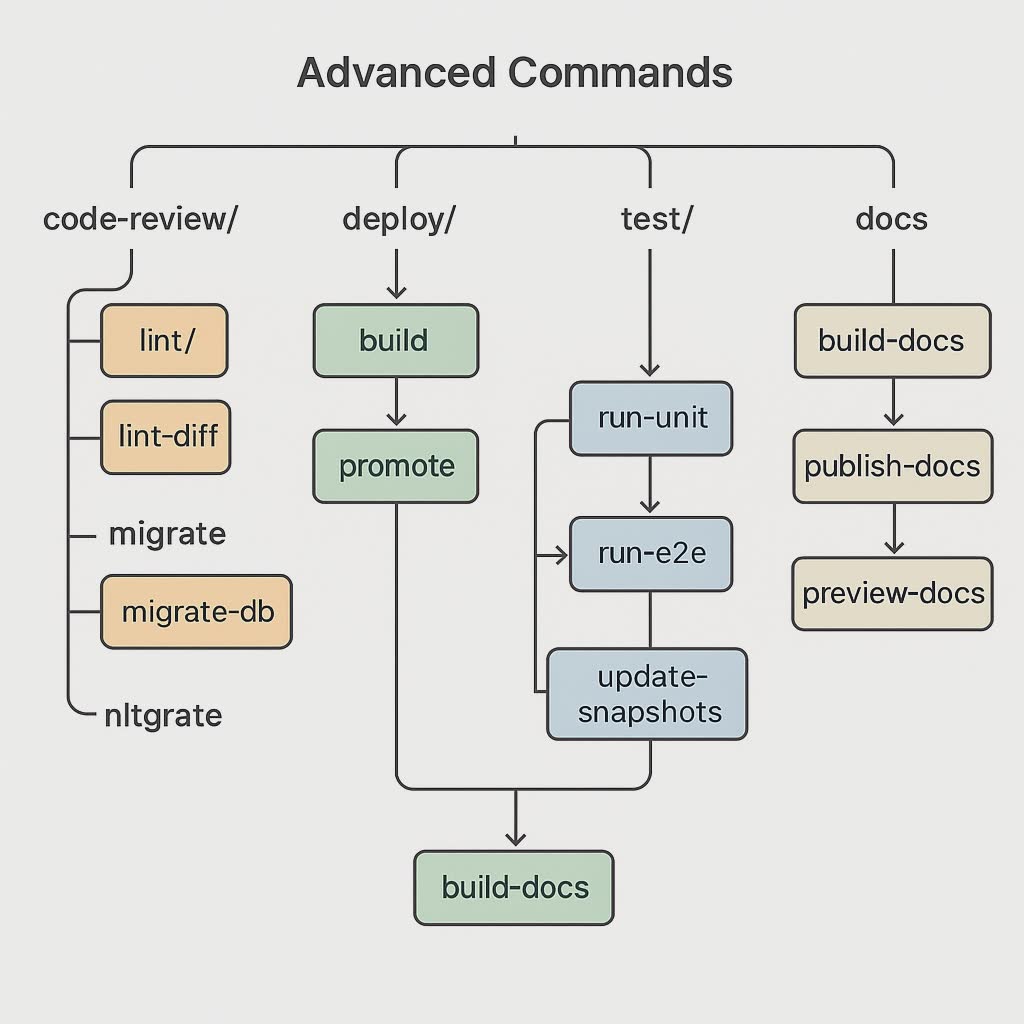 Advanced Commands
code-review/
deploy/
test/
docs
lint/
lint-diff
migrate
migrate-db
nltgrate
build
promote
run-unit
run-e2e
update-
snapshots
build-docs
publish-docs
preview-docs
build-docs